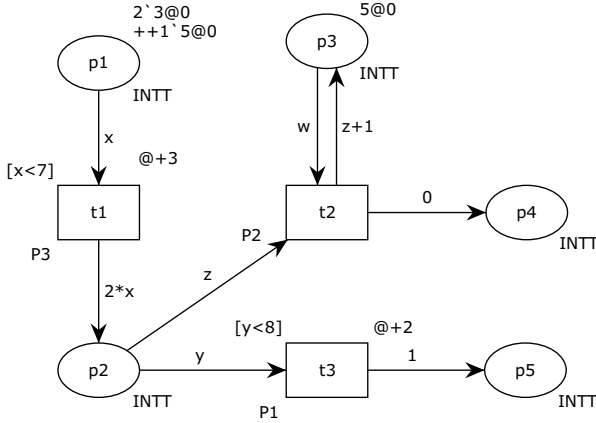 2`3@0
++1`5@0
5@0
p1
p3
INTT
INTT
x
w
z+1
@+3
[x<7]
t1
t2
0
p4
P3
P2
INTT
z
2*x
[y<8]
@+2
p2
y
t3
1
p5
INTT
P1
INTT